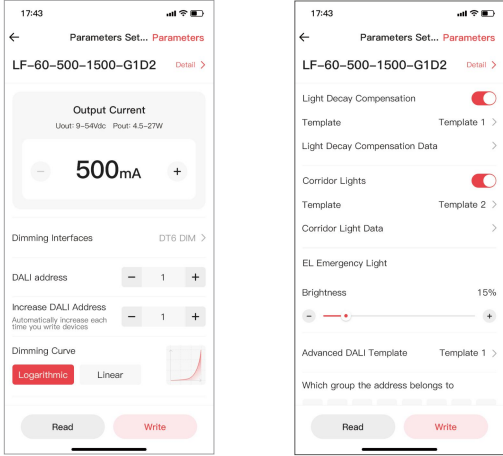 17:43
Parameters Set... Parameters
LF-60-500-1500-G1D2 Detail >
Output Current
Uout: 9-54Vdc Pout: 4.5-27W
− 500mA +
Dimming Interfaces DT6 DIM >
DALI address − 1 +
Increase DALI Address
Automatically increase each
time you write devices
− 1 +
Dimming Curve
Logarithmic Linear
Read Write
17:43
Parameters Set... Parameters
LF-60-500-1500-G1D2 Detail >
Light Decay Compensation
Template Template 1 >
Light Decay Compensation Data >
Corridor Lights
Template Template 2 >
Corridor Light Data >
EL Emergency Light
Brightness 15%
− +
Advanced DALI Template Template 1 >
Which group the address belongs to
Read Write